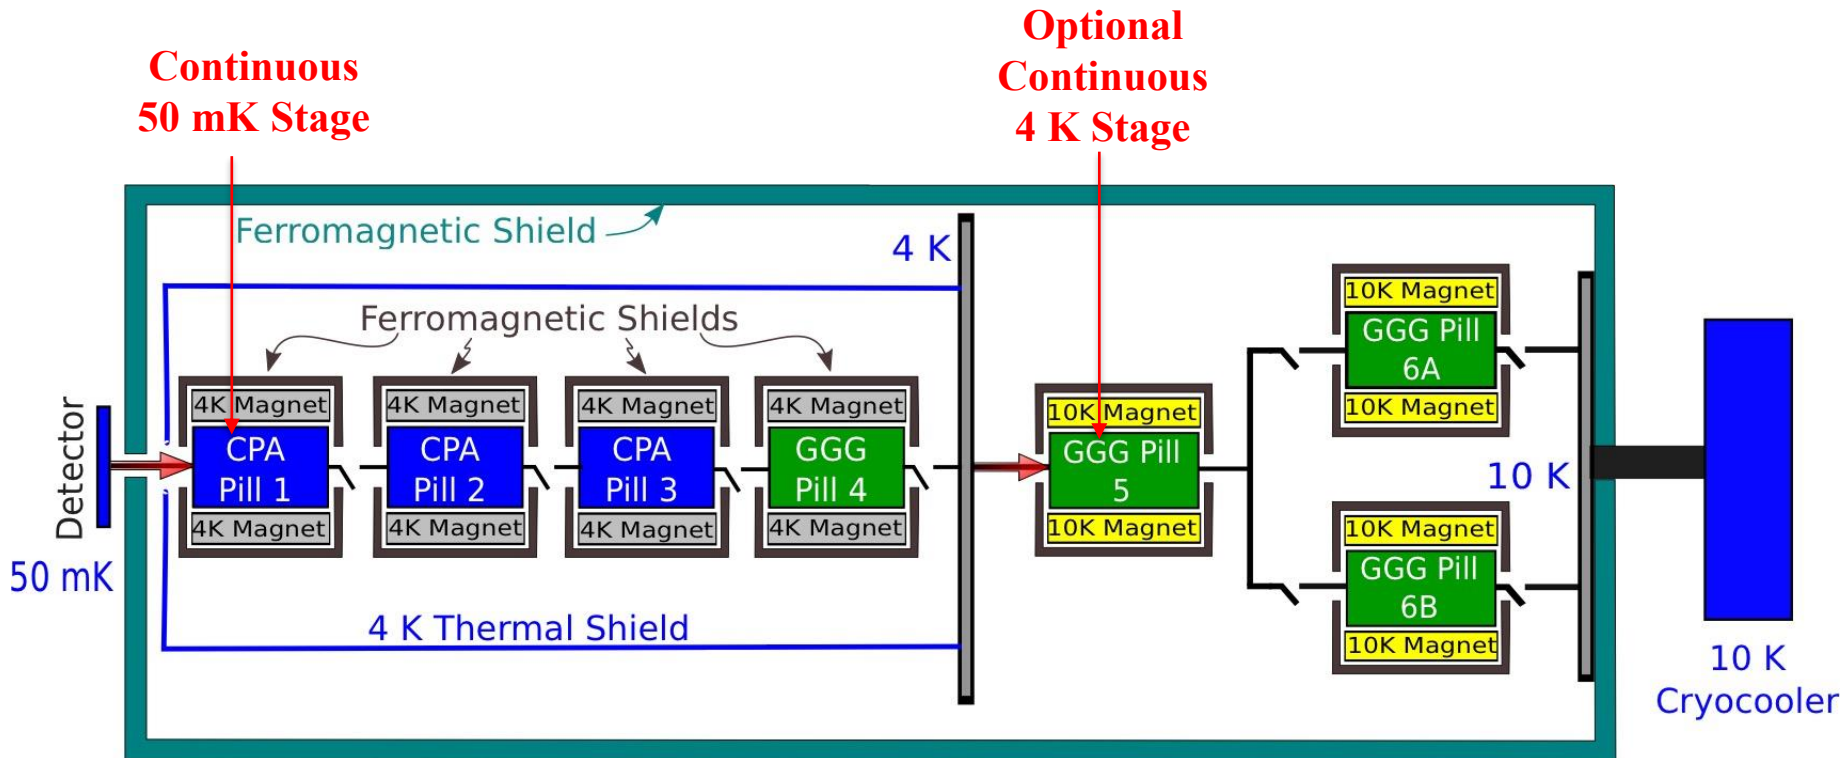 Continuous
50 mK Stage
Optional
Continuous
4 K Stage
Ferromagnetic Shield
4 K
Ferromagnetic Shields
Detector
50 mK
4K Magnet
CPA
Pill 1
4K Magnet
4K Magnet
CPA
Pill 2
4K Magnet
4K Magnet
CPA
Pill 3
4K Magnet
4K Magnet
GGG
Pill 4
4K Magnet
4 K Thermal Shield
10K Magnet
GGG Pill
5
10K Magnet
10K Magnet
GGG Pill
6A
10K Magnet
10K Magnet
GGG Pill
6B
10K Magnet
10 K
10 K
Cryocooler